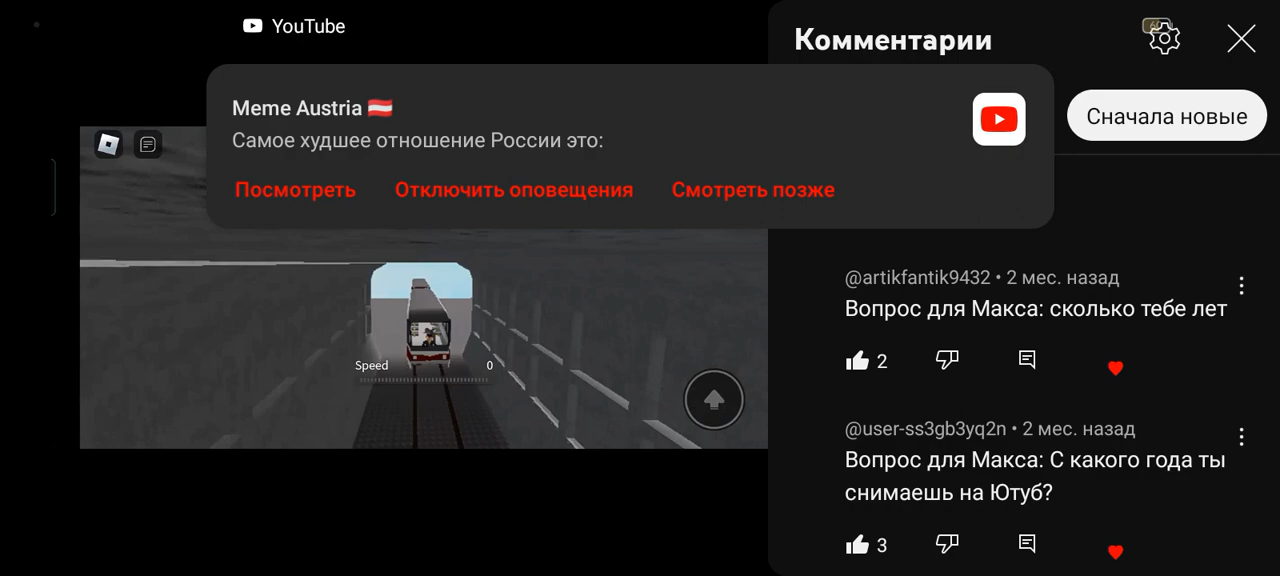 YouTube
Комментарии
Meme Austria 🇦🇹
Самое худшее отношение России это:
Посмотреть Отключить оповещения Смотреть позже
Сначала новые
@artikfantik9432 • 2 мес. назад
Вопрос для Макса: сколько тебе лет
2
@user-ss3gb3yq2n • 2 мес. назад
Вопрос для Макса: С какого года ты
снимаешь на Ютуб?
3
Speed 0